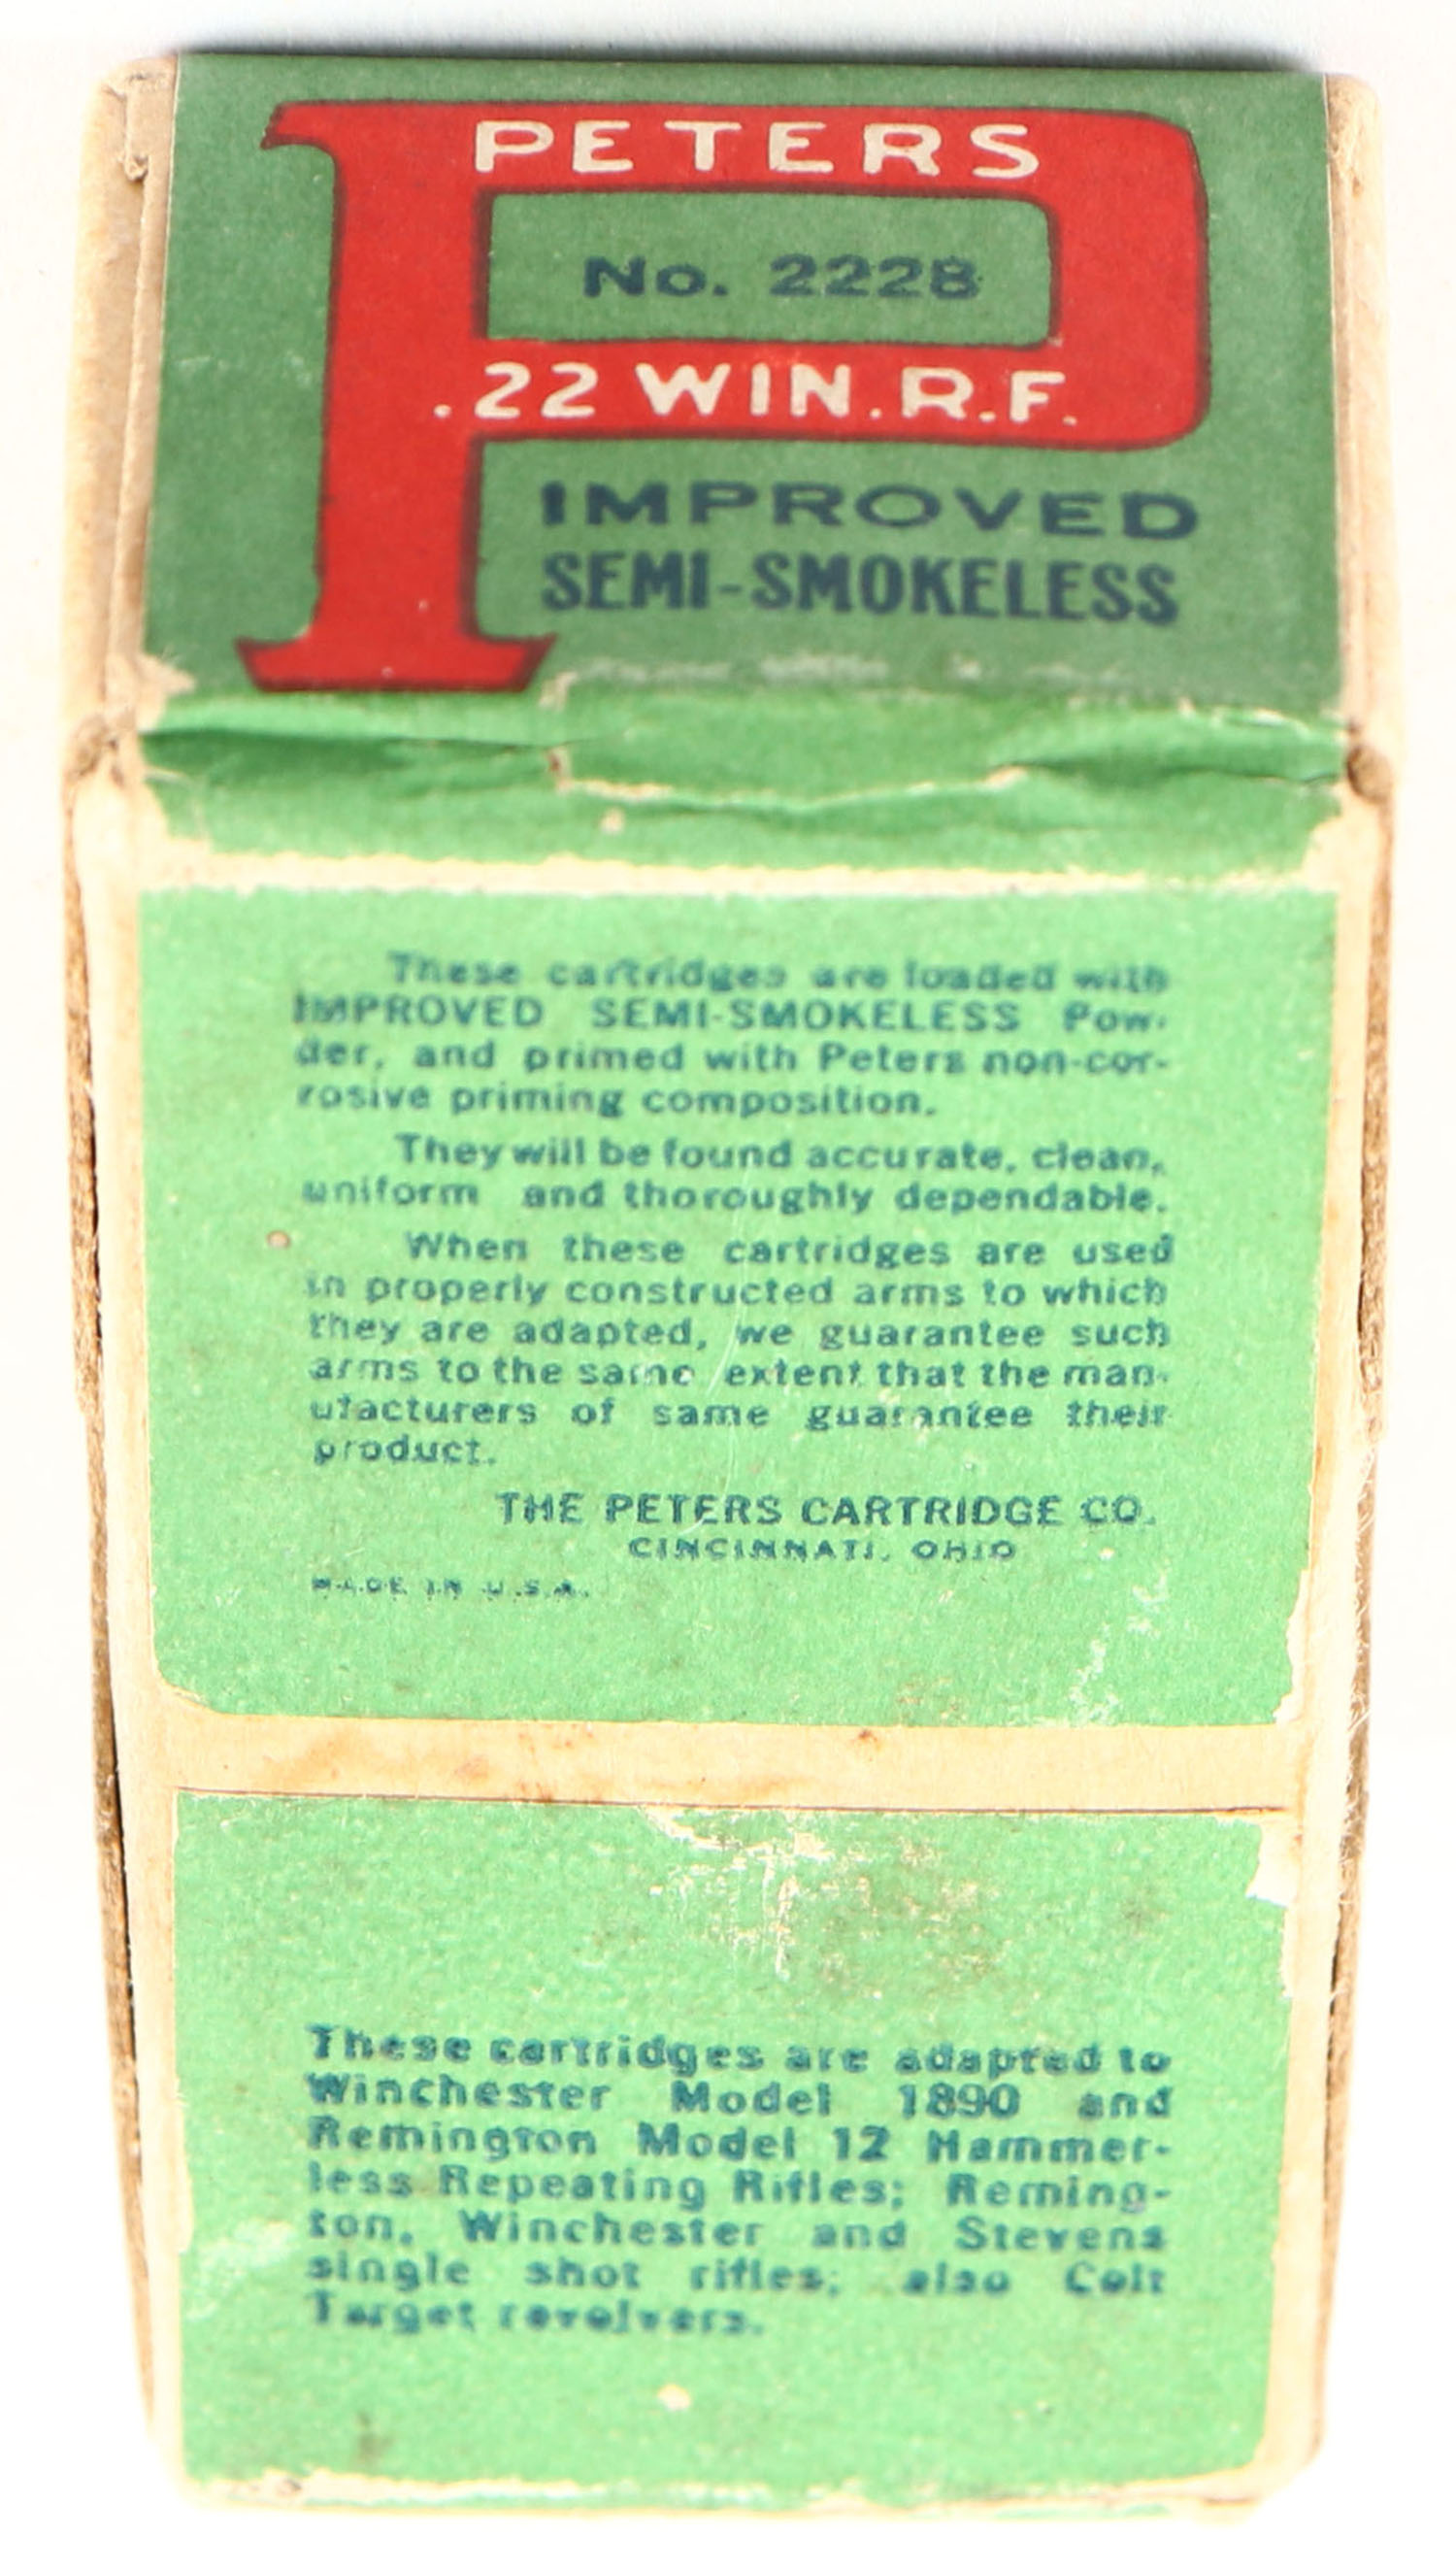 PETERS
No. 2228
.22 WIN.R.F.
IMPROVED
SEMI-SMOKELESS
These cartridges are loaded with
IMPROVED SEMI-SMOKELESS Pow-
der, and primed with Peters non-cor-
rosive priming composition.
They will be found accurate, clean,
uniform and thoroughly dependable.
When these cartridges are used
in properly constructed arms to which
they are adapted, we guarantee such
arms to the same extent that the man-
ufacturers of same guarantee their
product.
THE PETERS CARTRIDGE CO.
CINCINNATI, OHIO
MADE IN U.S.A.
These cartridges are adapted to
Winchester Model 1890 and
Remington Model 12 Hammer-
less Repeating Rifles; Reming-
ton, Winchester and Stevens
single shot rifles; also Colt
Target revolvers.